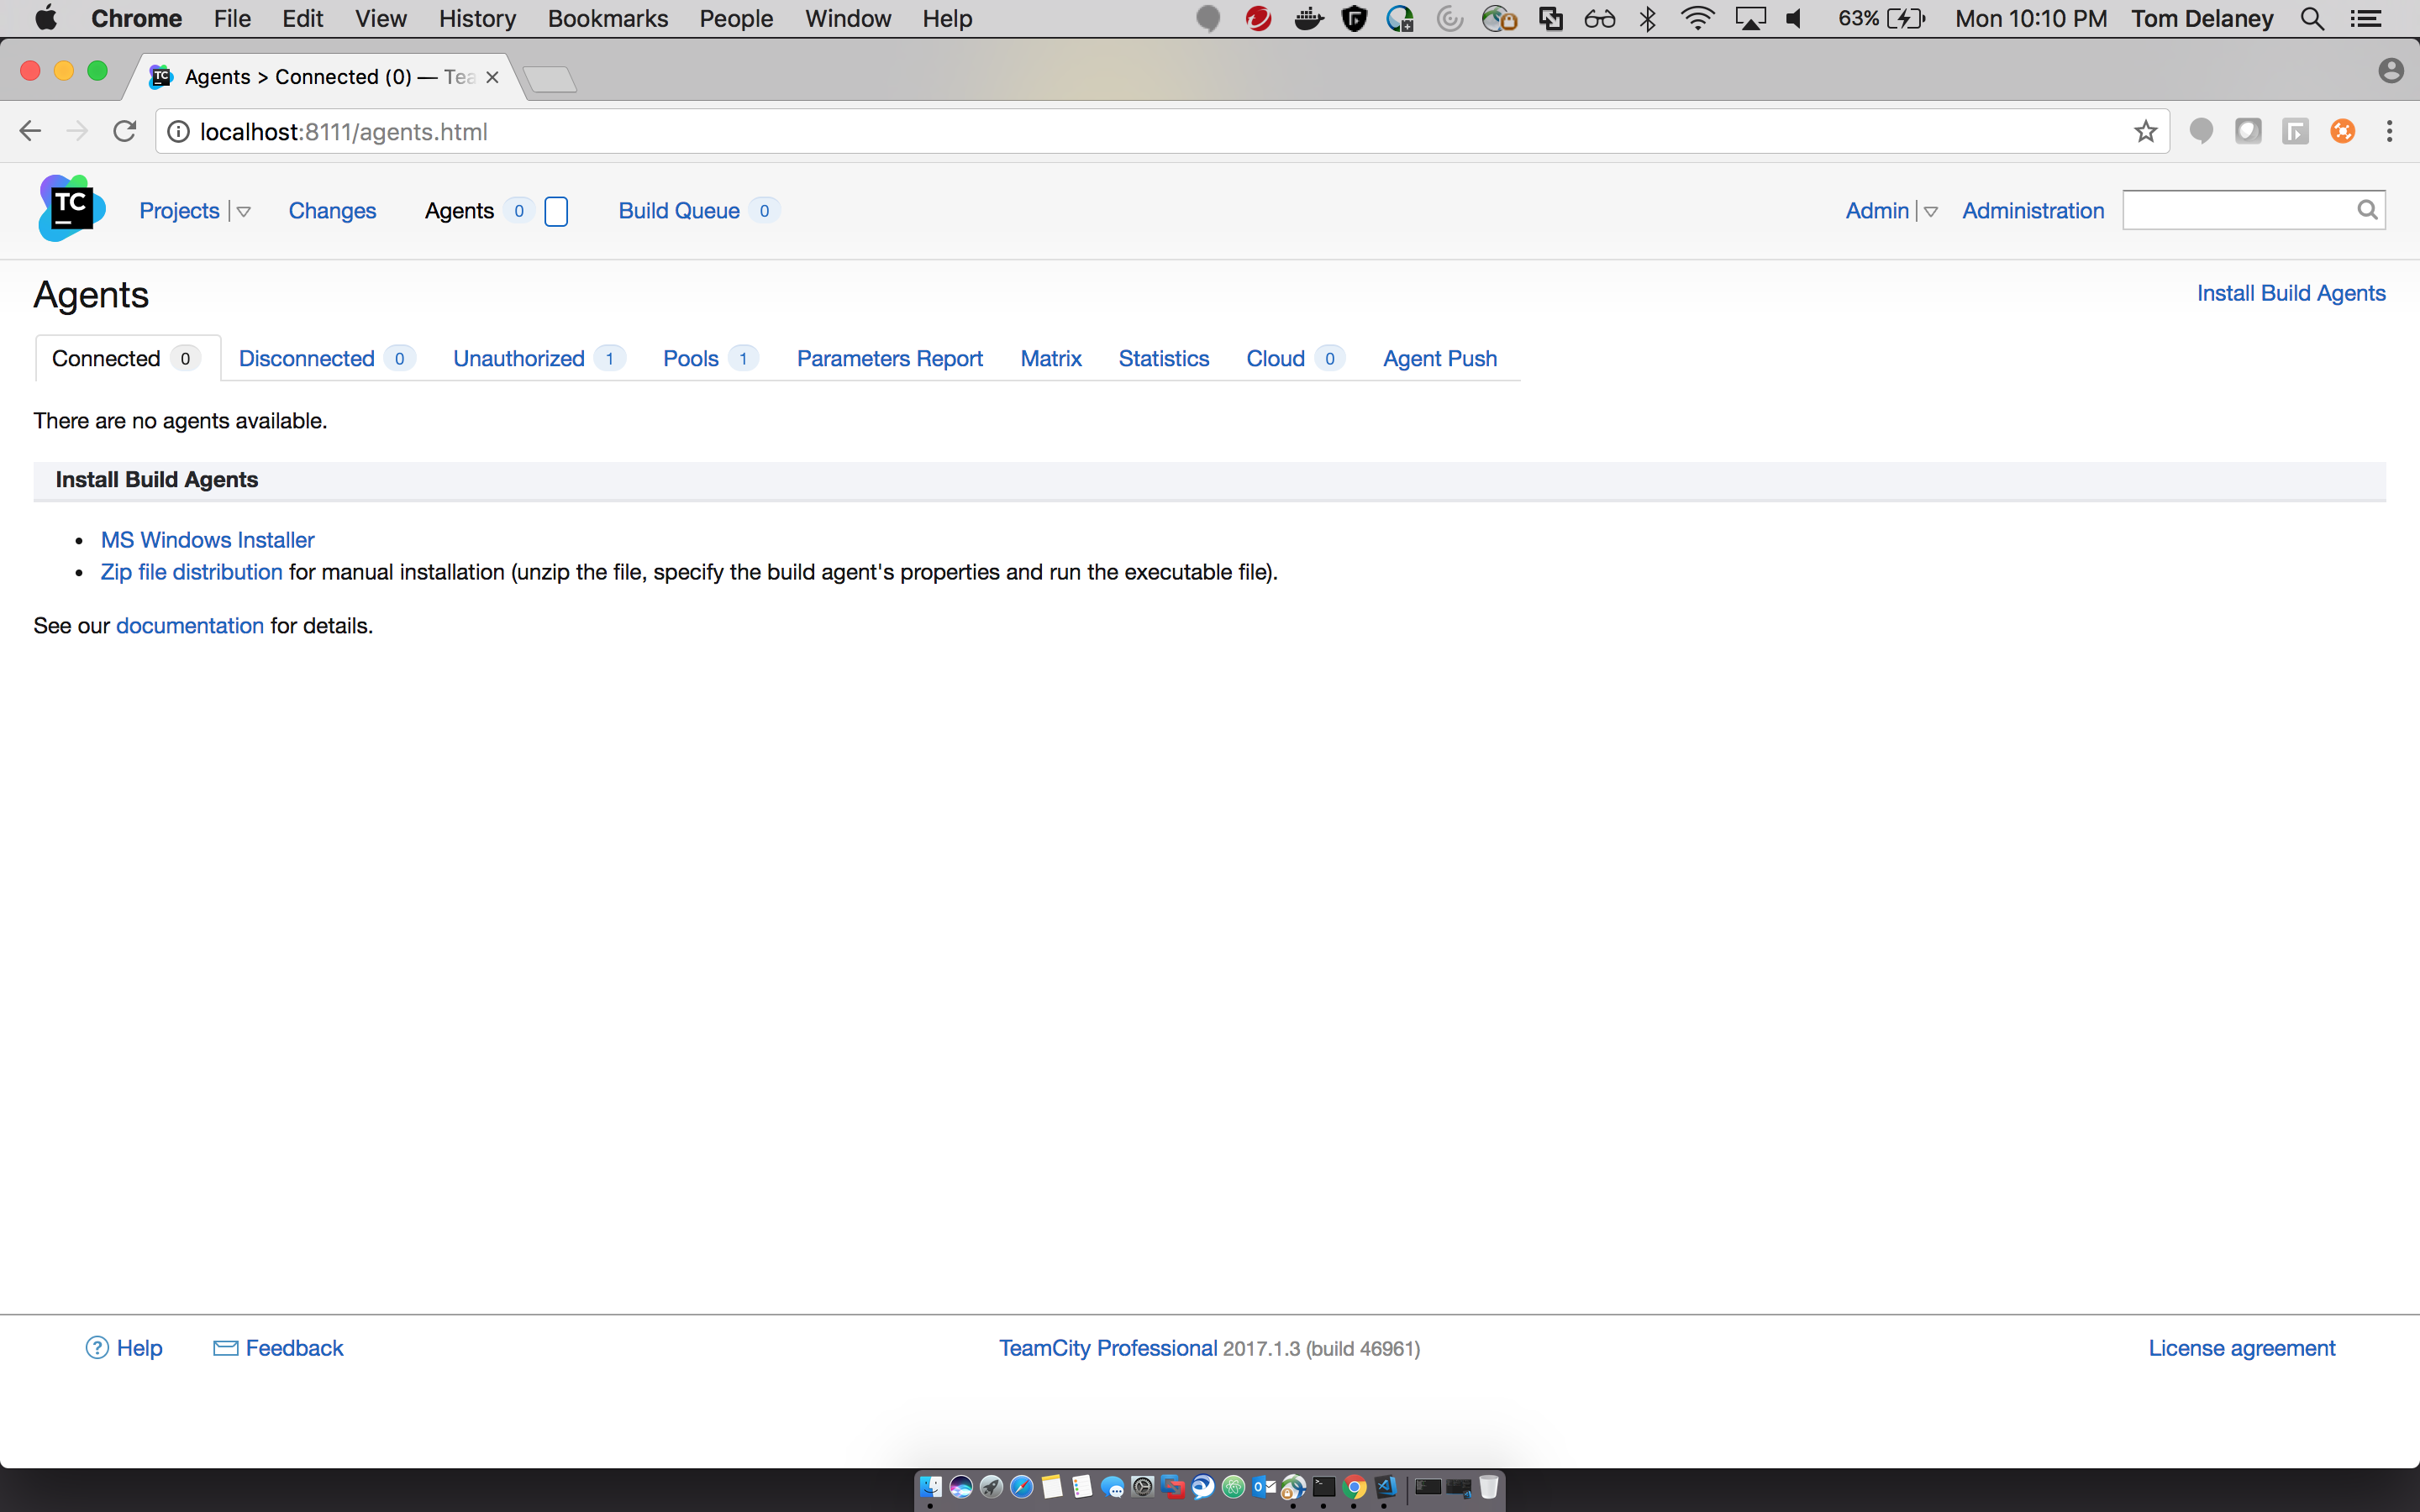 Chrome File Edit View History Bookmarks People Window Help 63% Mon 10:10 PM Tom Delaney
TC Agents > Connected (0) — Tea
localhost:8111/agents.html
TC Projects Changes Agents 0 Build Queue 0 Admin Administration
Agents Install Build Agents
Connected 0 Disconnected 0 Unauthorized 1 Pools 1 Parameters Report Matrix Statistics Cloud 0 Agent Push
There are no agents available.
Install Build Agents
• MS Windows Installer
• Zip file distribution for manual installation (unzip the file, specify the build agent's properties and run the executable file).
See our documentation for details.
? Help Feedback TeamCity Professional 2017.1.3 (build 46961) License agreement